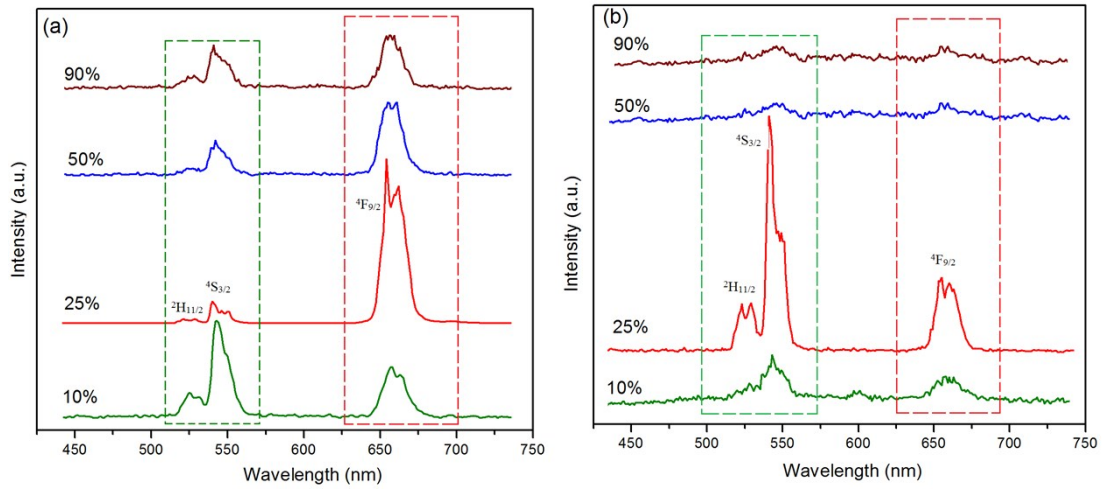 (a)
90%
50%
⁴F₉/₂
⁴S₃/₂
²H₁₁/₂
25%
10%
450 500 550 600 650 700 750
Wavelength (nm)
Intensity (a.u.)
(b)
90%
50%
⁴S₃/₂
⁴F₉/₂
²H₁₁/₂
25%
10%
450 500 550 600 650 700 750
Wavelength (nm)
Intensity (a.u.)